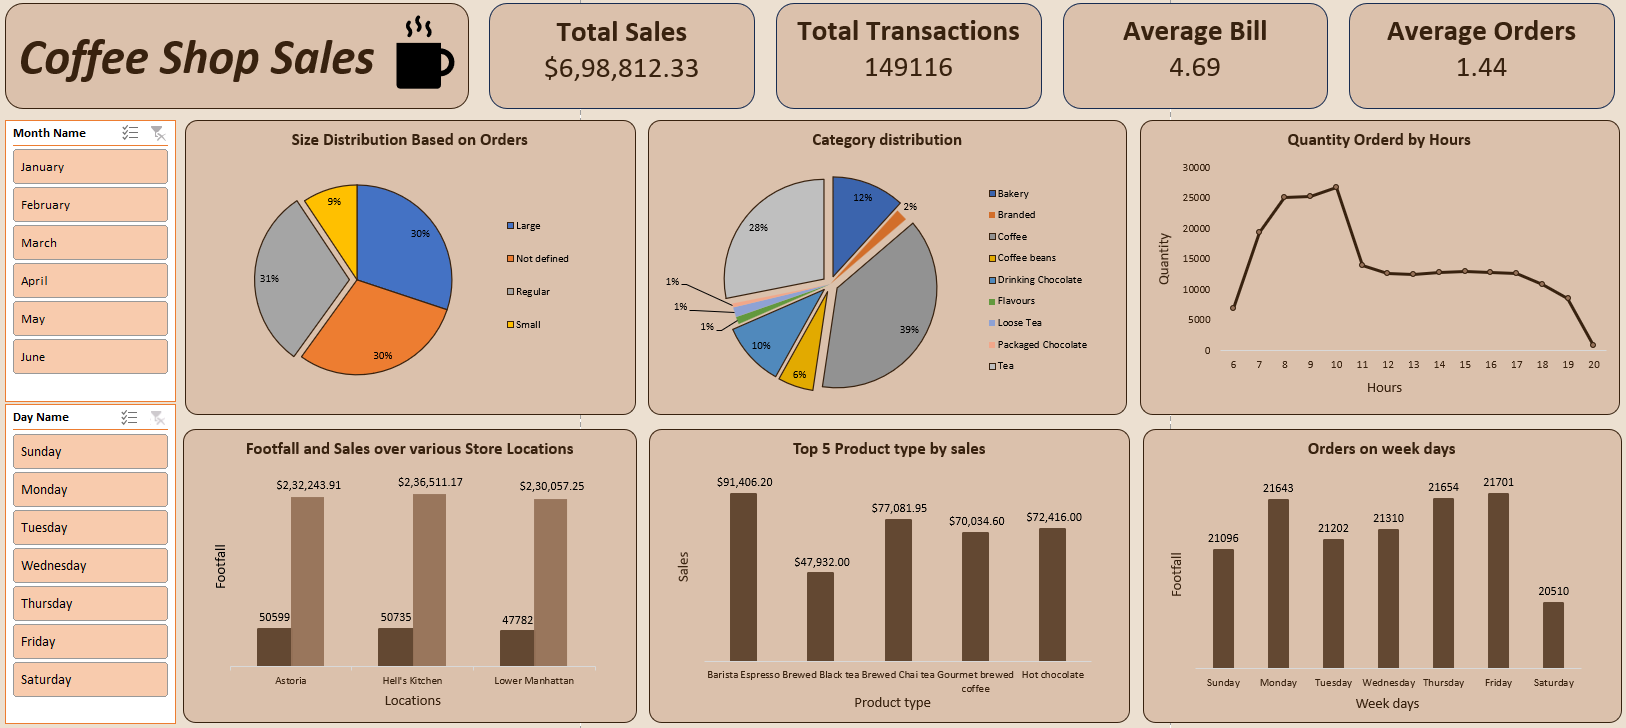 Coffee Shop Sales
Total Sales
$6,98,812.33
Total Transactions
149116
Average Bill
4.69
Average Orders
1.44
Month Name
January
February
March
April
May
June
Day Name
Sunday
Monday
Tuesday
Wednesday
Thursday
Friday
Saturday
Size Distribution Based on Orders
9%
30%
31%
30%
Large
Not defined
Regular
Small
Category distribution
12%
2%
28%
1%
1%
1%
39%
10%
6%
Bakery
Branded
Coffee
Coffee beans
Drinking Chocolate
Flavours
Loose Tea
Packaged Chocolate
Tea
Quantity Orderd by Hours
30000
25000
20000
15000
10000
5000
0
Quantity
6 7 8 9 10 11 12 13 14 15 16 17 18 19 20
Hours
Footfall and Sales over various Store Locations
$2,32,243.91
$2,36,511.17
$2,30,057.25
Footfall
50599
50735
47782
Astoria
Hell's Kitchen
Lower Manhattan
Locations
Top 5 Product type by sales
$91,406.20
$47,932.00
$77,081.95
$70,034.60
$72,416.00
Sales
Barista Espresso
Brewed Black tea
Brewed Chai tea
Gourmet brewed
coffee
Hot chocolate
Product type
Orders on week days
21096
21643
21202
21310
21654
21701
20510
Footfall
Sunday
Monday
Tuesday
Wednesday
Thursday
Friday
Saturday
Week days